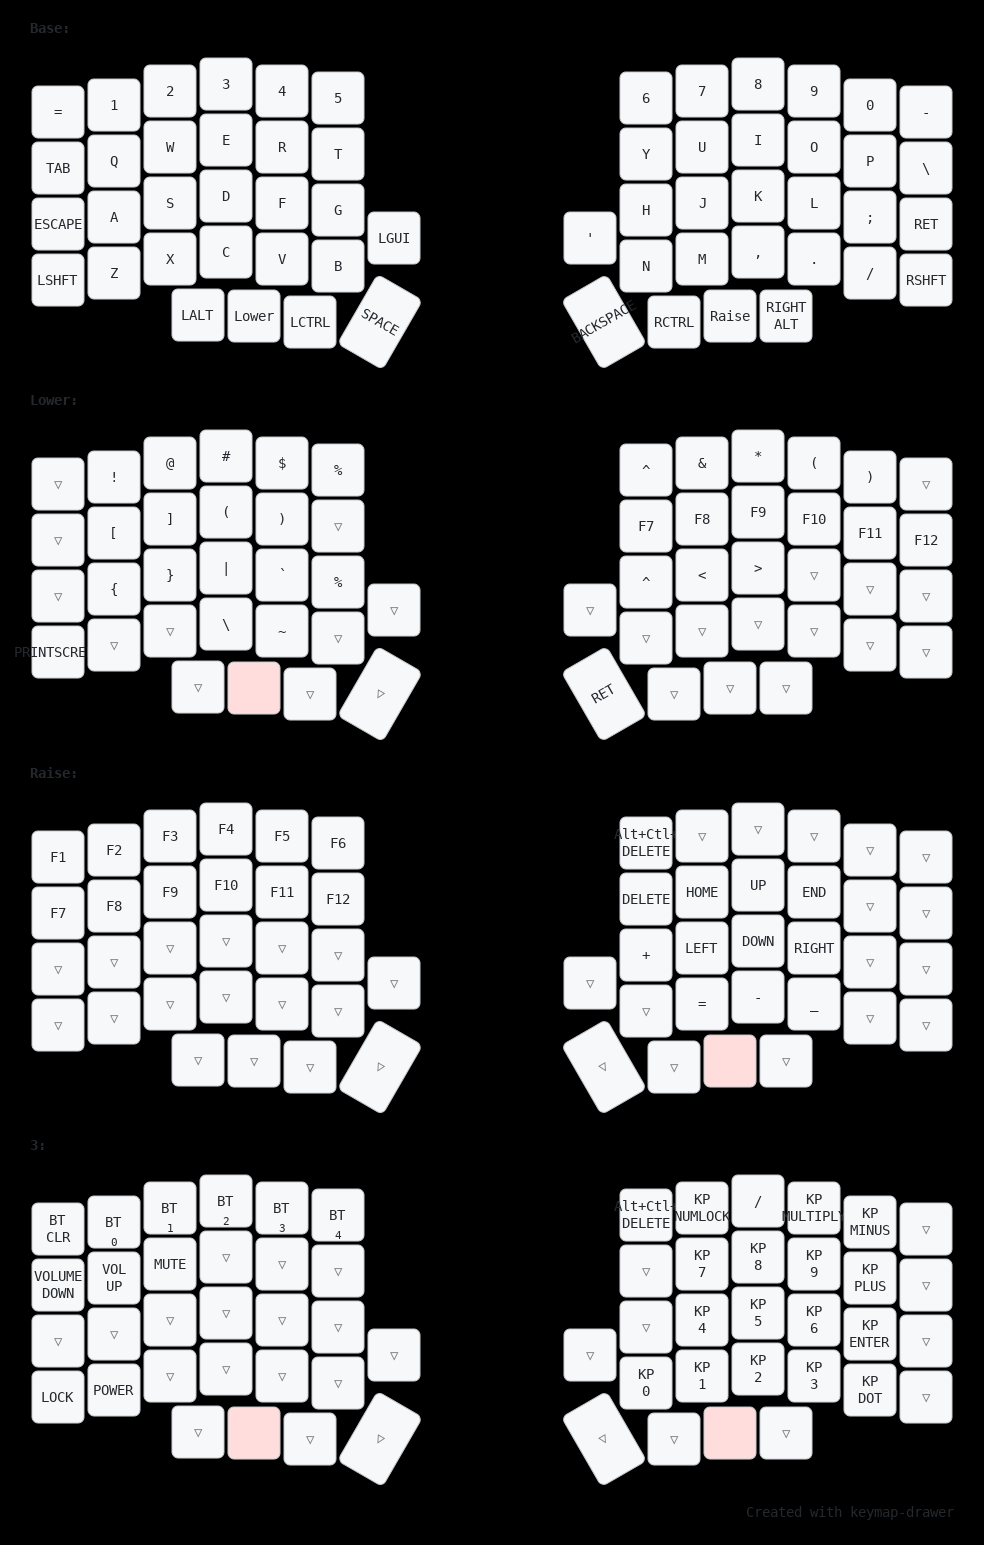 Base:
= 1 2 3 4 5 6 7 8 9 0 -
TAB Q W E R T Y U I O P \
ESCAPE A S D F G H J K L ; RET
LSHFT Z X C V B LGUI ' N M , . / RSHFT
LALT Lower LCTRL SPACE BACKSPACE RCTRL Raise RIGHT ALT
Lower:
▽ ! @ # $ % ^ & * ( ) ▽
▽ [ ] ( ) ▽ F7 F8 F9 F10 F11 F12
▽ { } | ` % ^ < > ▽ ▽ ▽
PRINTSCRE ▽ ▽ \ ~ ▽ ▽ ▽ ▽ ▽ ▽ ▽ ▽ ▽
▽ ▽ ▽ RET ▽ ▽ ▽
Raise:
F1 F2 F3 F4 F5 F6 Alt+Ctl+ DELETE ▽ ▽ ▽ ▽ ▽
F7 F8 F9 F10 F11 F12 DELETE HOME UP END ▽ ▽
▽ ▽ ▽ ▽ ▽ ▽ + LEFT DOWN RIGHT ▽ ▽
▽ ▽ ▽ ▽ ▽ ▽ ▽ ▽ ▽ = - _ ▽ ▽
▽ ▽ ▽ ▽ ▽ ▽ ▽
3:
BT CLR BT 0 BT 1 BT 2 BT 3 BT 4 Alt+Ctl+ DELETE KP NUMLOCK / KP MULTIPLY KP MINUS ▽
VOLUME DOWN VOL UP MUTE ▽ ▽ ▽ ▽ KP 7 KP 8 KP 9 KP PLUS ▽
▽ ▽ ▽ ▽ ▽ ▽ ▽ KP 4 KP 5 KP 6 KP ENTER ▽
LOCK POWER ▽ ▽ ▽ ▽ ▽ ▽ KP 0 KP 1 KP 2 KP 3 KP DOT ▽
▽ ▽ ▽ ▽ ▽ ▽
Created with keymap-drawer